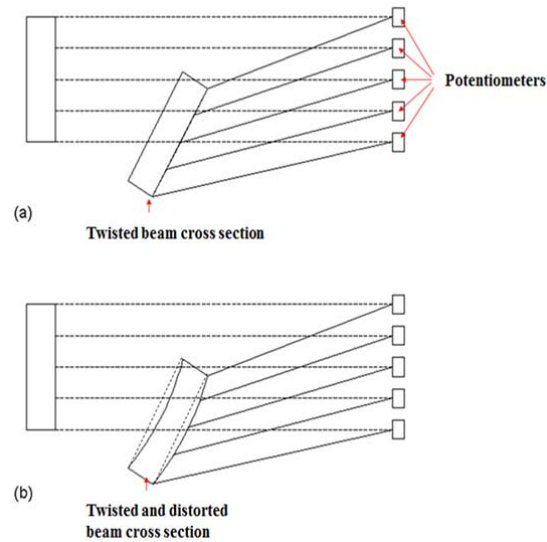 Potentiometers
(a)
Twisted beam cross section
(b)
Twisted and distorted
beam cross section